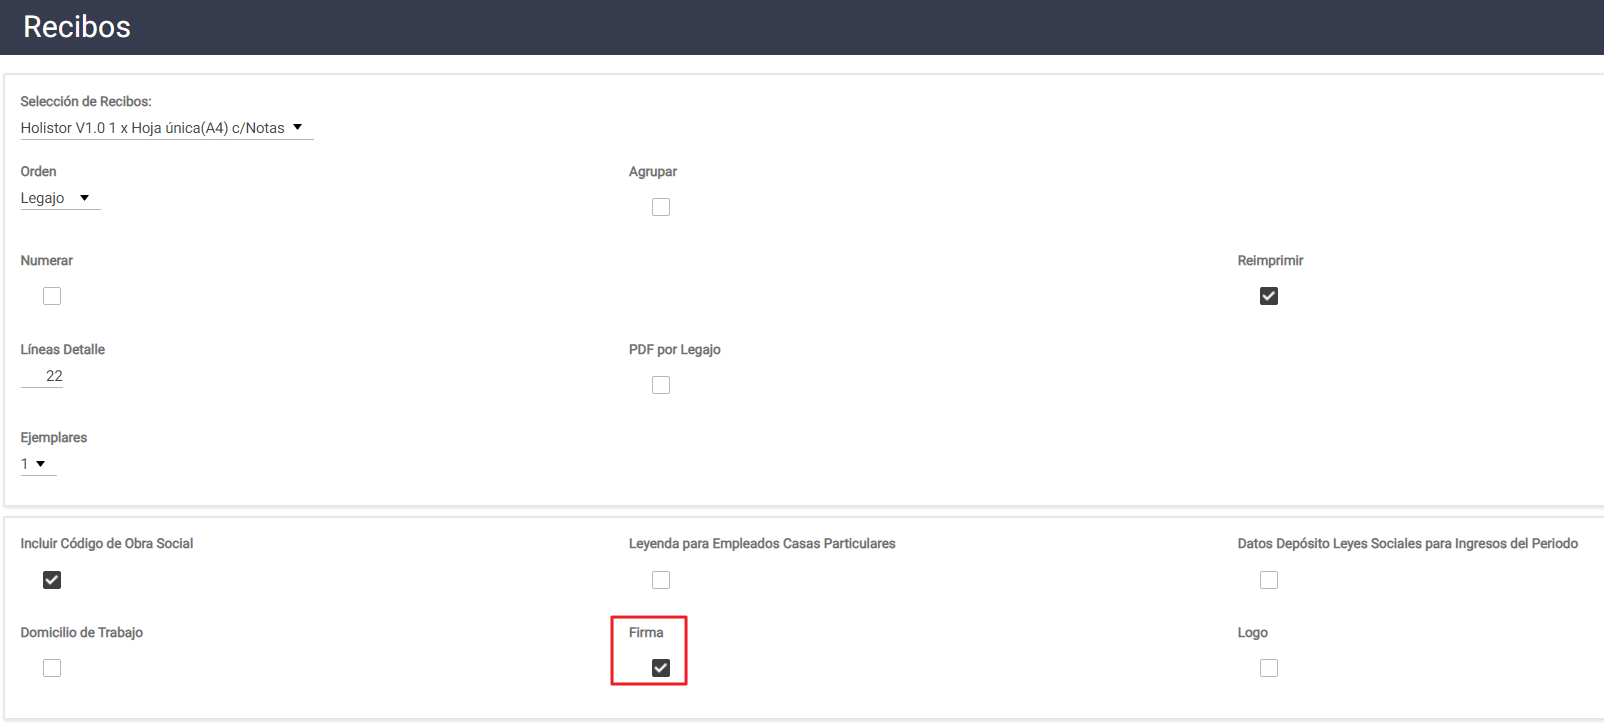 Recibos
Selección de Recibos:
Holistor V1.0 1 x Hoja única(A4) c/Notas
Orden
Agrupar
Legajo
Numerar
Reimprimir
Líneas Detalle
PDF por Legajo
22
Ejemplares
1
Incluir Código de Obra Social
Leyenda para Empleados Casas Particulares
Datos Depósito Leyes Sociales para Ingresos del Periodo
Domicilio de Trabajo
Firma
Logo